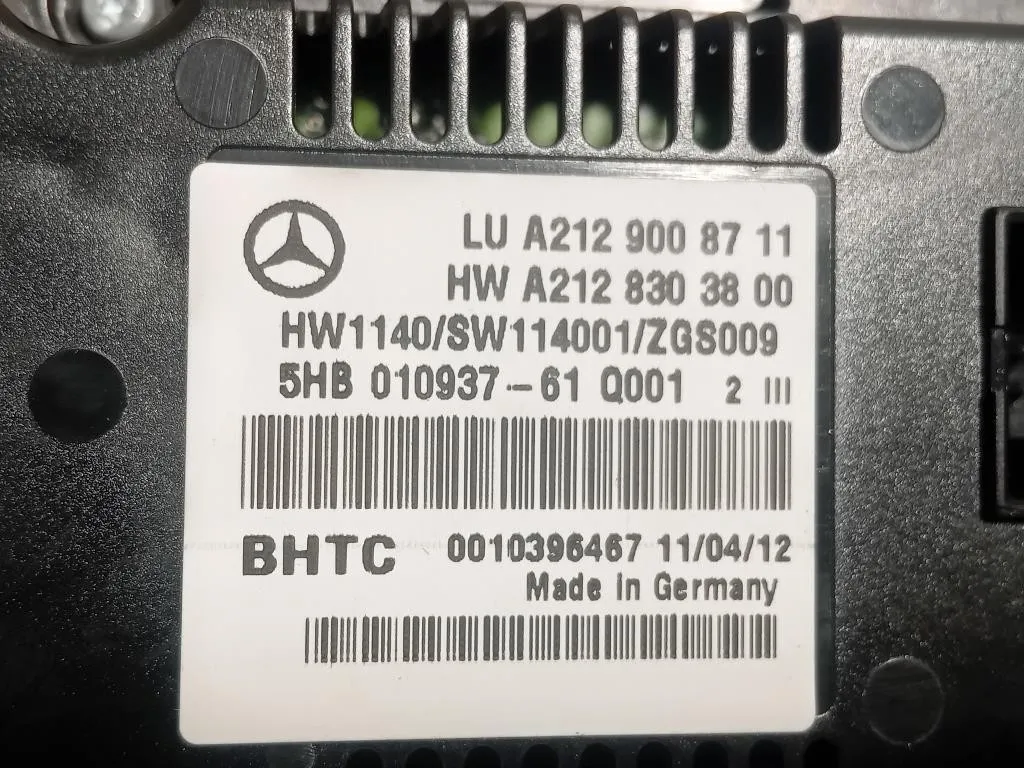 LU A212 900 87 11
HW A212 830 38 00
HW1140/SW114001/ZGS009
5HB 010937-61 Q001 2 III
BHTC 0010396467 11/04/12
Made in Germany